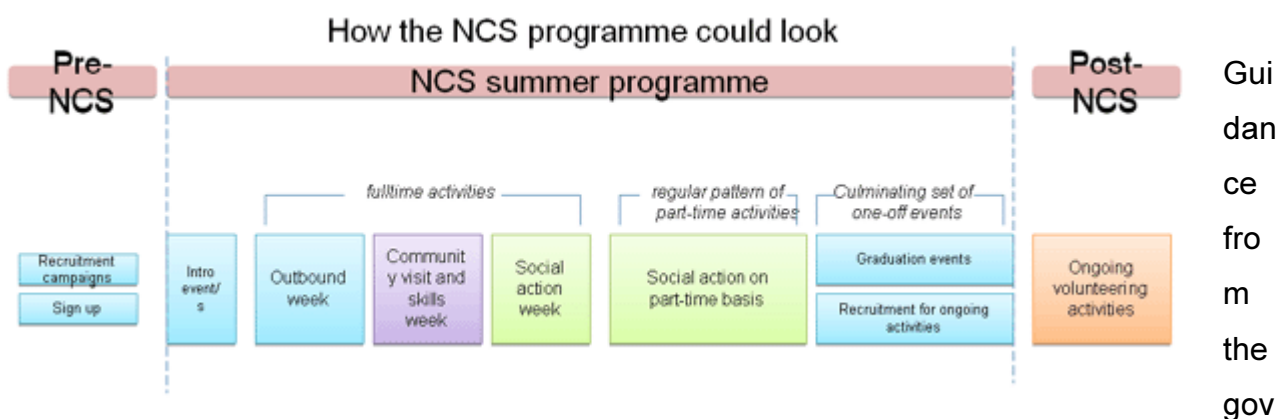 How the NCS programme could look
Pre-
NCS
NCS summer programme
Post-
NCS
fulltime activities
regular pattern of
part-time activities
Culminating set of
one-off events
Recruitment
campaigns
Sign up
Intro
event/
s
Outbound
week
Communit
y visit and
skills
week
Social
action
week
Social action on
part-time basis
Graduation events
Recruitment for ongoing
activities
Ongoing
volunteering
activities
Gui
dan
ce
fro
m
the
gov